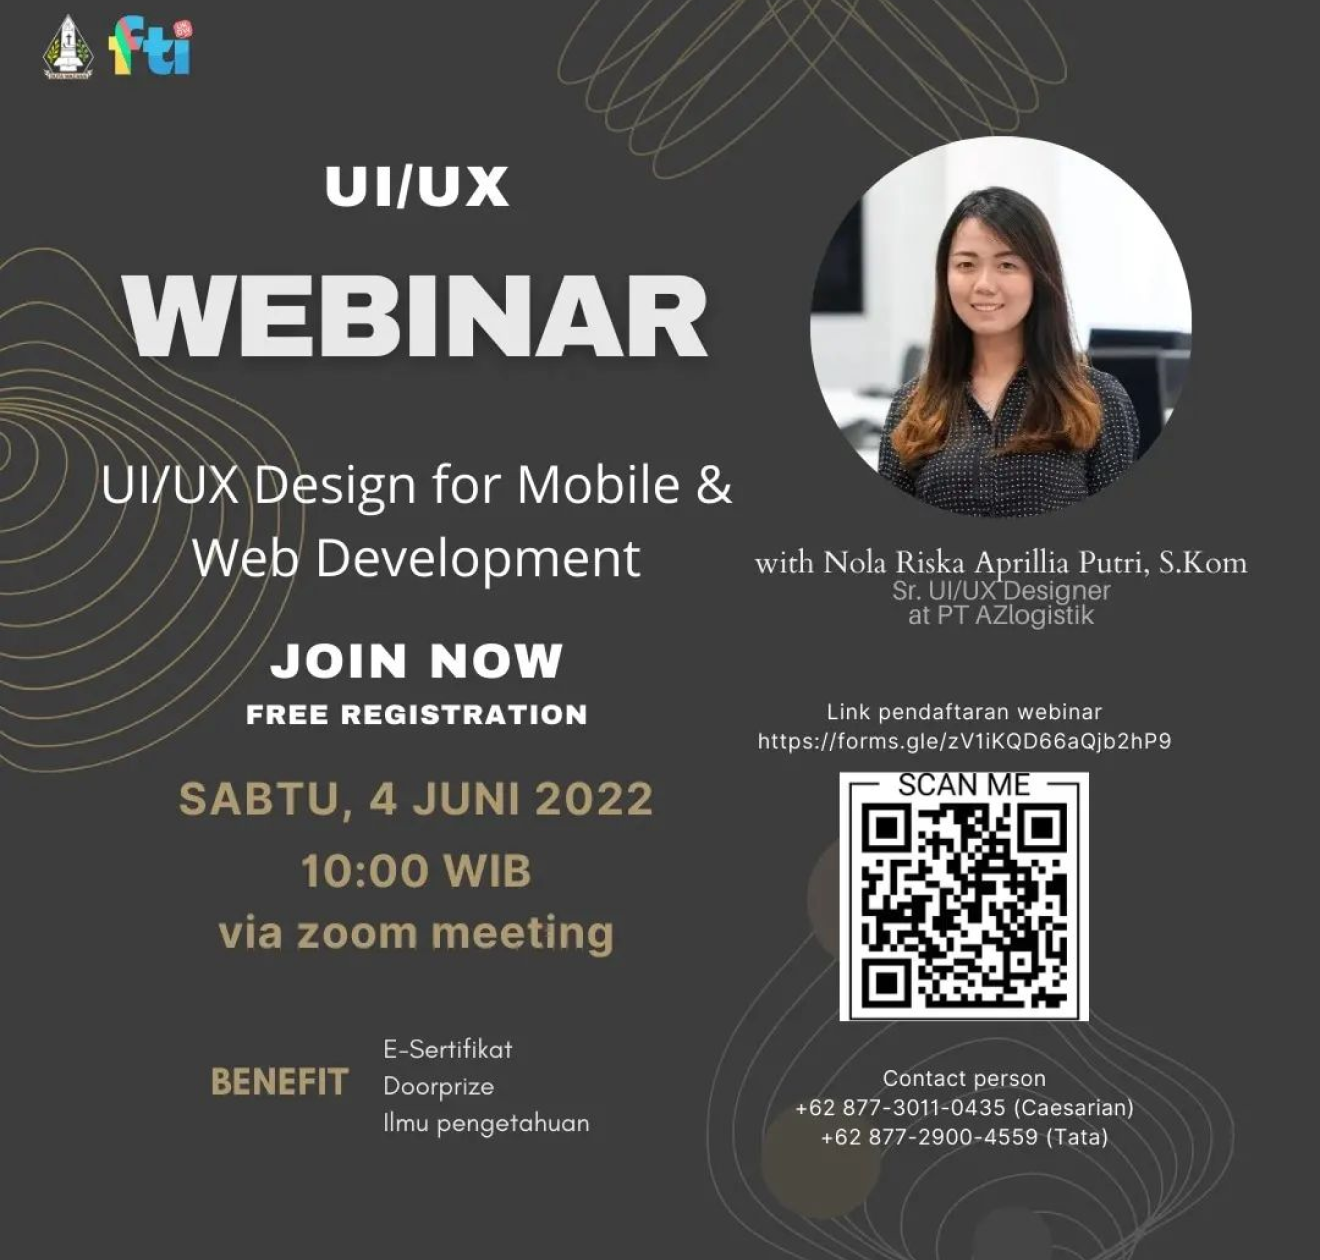 fti
UI/UX
WEBINAR
UI/UX Design for Mobile &
Web Development
JOIN NOW
FREE REGISTRATION
SABTU, 4 JUNI 2022
10:00 WIB
via zoom meeting
BENEFIT
E-Sertifikat
Doorprize
Ilmu pengetahuan
with Nola Riska Aprillia Putri, S.Kom
Sr. UI/UX Designer
at PT AZlogistik
Link pendaftaran webinar
https://forms.gle/zV1iKQD66aQjb2hP9
SCAN ME
Contact person
+62 877-3011-0435 (Caesarian)
+62 877-2900-4559 (Tata)